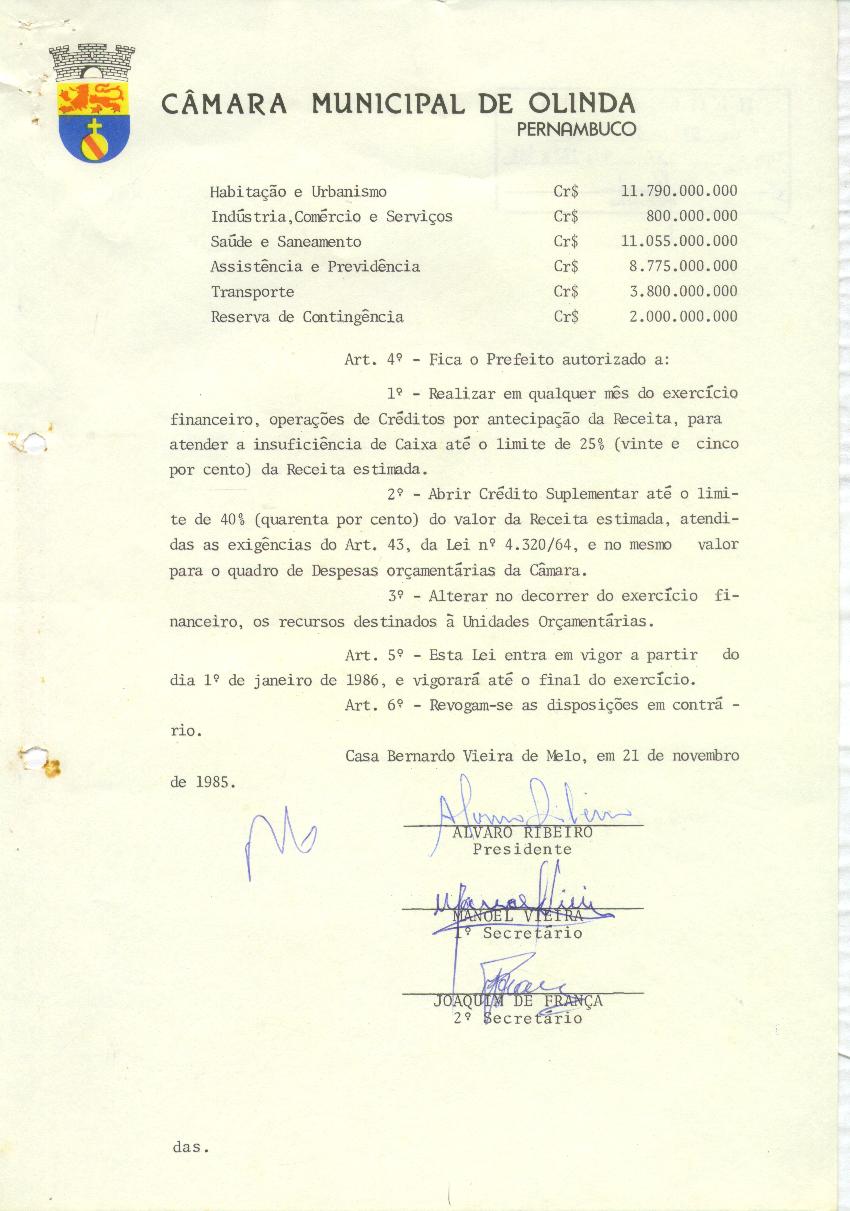 CÂMARA MUNICIPAL DE OLINDA
PERNAMBUCO
Habitação e Urbanismo Cr$ 11.790.000.000
Indústria,Comércio e Serviços Cr$ 800.000.000
Saúde e Saneamento Cr$ 11.055.000.000
Assistência e Previdência Cr$ 8.775.000.000
Transporte Cr$ 3.800.000.000
Reserva de Contingência Cr$ 2.000.000.000
Art. 4º - Fica o Prefeito autorizado a:
1º - Realizar em qualquer mês do exercício
financeiro, operações de Créditos por antecipação da Receita, para
atender a insuficiência de Caixa até o limite de 25% (vinte e cinco
por cento) da Receita estimada.
2º - Abrir Crédito Suplementar até o limi-
te de 40% (quarenta por cento) do valor da Receita estimada, atendi-
das as exigências do Art. 43, da Lei nº 4.320/64, e no mesmo valor
para o quadro de Despesas orçamentárias da Câmara.
3º - Alterar no decorrer do exercício fi-
nanceiro, os recursos destinados à Unidades Orçamentárias.
Art. 5º - Esta Lei entra em vigor a partir do
dia 1º de janeiro de 1986, e vigorará até o final do exercício.
Art. 6º - Revogam-se as disposições em contrá -
rio.
Casa Bernardo Vieira de Melo, em 21 de novembro
de 1985.
ALVARO RIBEIRO
Presidente
MANOEL VIEIRA
1º Secretário
JOAQUIM DE FRANÇA
2º Secretário
das.